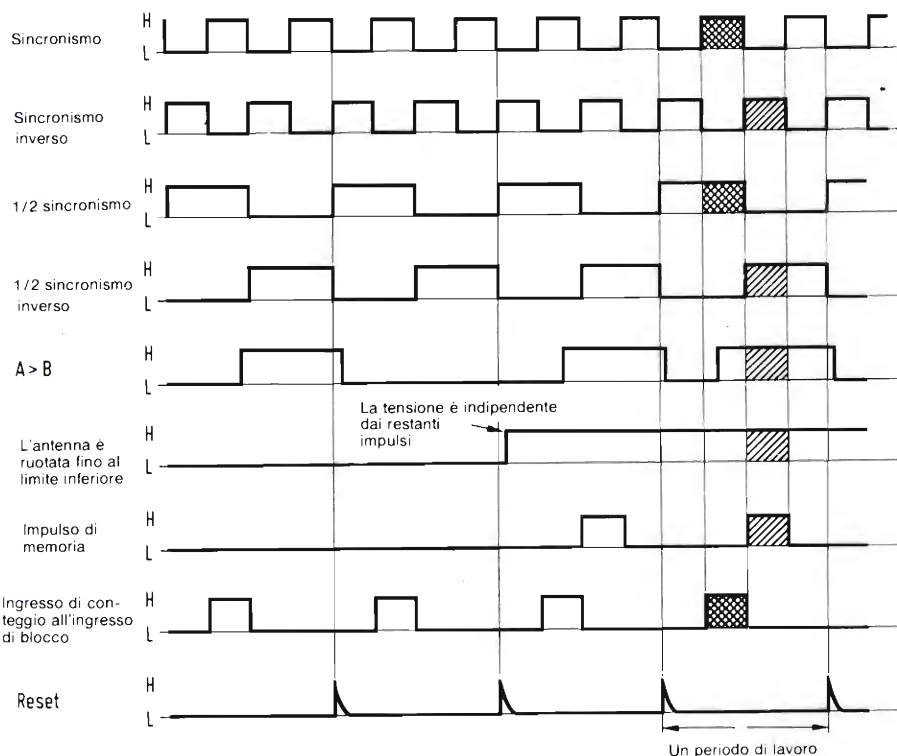 Sincronismo
H
L
Sincronismo
inverso
H
L
1/2 sincronismo
H
L
1/2 sincronismo
inverso
H
L
A > B
H
L
La tensione è indipendente
dai restanti
impulsi
L'antenna è
ruotata fino al
limite inferiore
H
L
Impulso di
memoria
H
L
Ingresso di con-
teggio all'ingresso
di blocco
H
L
Reset
H
L
Un periodo di lavoro